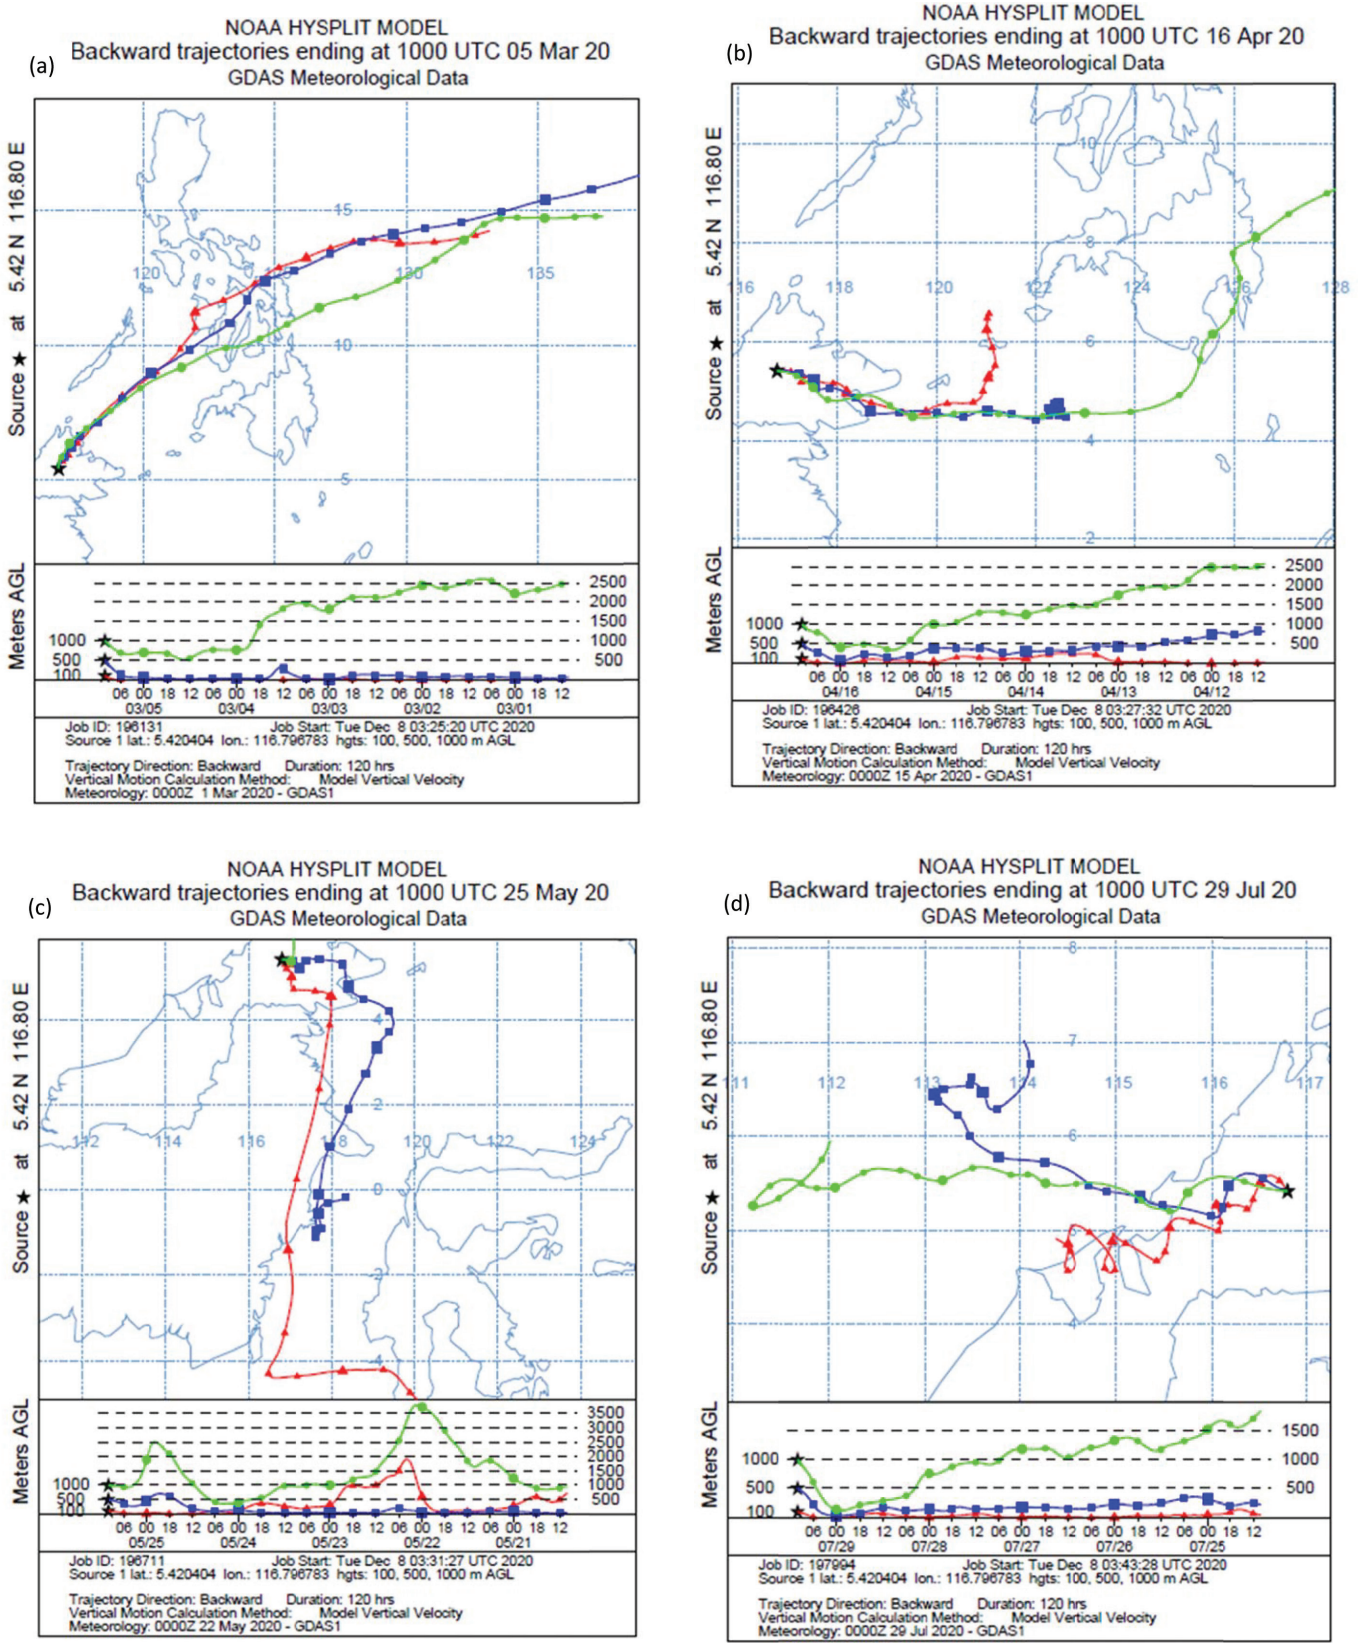 (a)
NOAA HYSPLIT MODEL
Backward trajectories ending at 1000 UTC 05 Mar 20
GDAS Meteorological Data
Source ★ at 5.42 N 116.80 E
15
120
130
135
10
5
Meters AGL
2500
2000
1500
1000
1000
500
500
100
06 00 18 12 06 00 18 12 06 00 18 12 06 00 18 12 06 00 18 12
03/05 03/04 03/03 03/02 03/01
Job ID: 196131 Job Start: Tue Dec 8 03:25:20 UTC 2020
Source 1 lat.: 5.420404 lon.: 116.796783 hgts: 100, 500, 1000 m AGL
Trajectory Direction: Backward Duration: 120 hrs
Vertical Motion Calculation Method: Model Vertical Velocity
Meteorology: 0000Z 1 Mar 2020 - GDAS1
(b)
NOAA HYSPLIT MODEL
Backward trajectories ending at 1000 UTC 16 Apr 20
GDAS Meteorological Data
Source ★ at 5.42 N 116.80 E
10
8
116 118 120 122 124 126 128
6
4
2
Meters AGL
2500
2000
1500
1000
1000
500
500
100
06 00 18 12 06 00 18 12 06 00 18 12 06 00 18 12 06 00 18 12
04/16 04/15 04/14 04/13 04/12
Job ID: 196426 Job Start: Tue Dec 8 03:27:32 UTC 2020
Source 1 lat.: 5.420404 lon.: 116.796783 hgts: 100, 500, 1000 m AGL
Trajectory Direction: Backward Duration: 120 hrs
Vertical Motion Calculation Method: Model Vertical Velocity
Meteorology: 0000Z 15 Apr 2020 - GDAS1
(c)
NOAA HYSPLIT MODEL
Backward trajectories ending at 1000 UTC 25 May 20
GDAS Meteorological Data
Source ★ at 5.42 N 116.80 E
4
2
112 114 116 118 120 122 124
0
-2
-4
Meters AGL
3500
3000
2500
2000
1500
1000
1000
500
500
100
06 00 18 12 06 00 18 12 06 00 18 12 06 00 18 12 06 00 18 12
05/25 05/24 05/23 05/22 05/21
Job ID: 196711 Job Start: Tue Dec 8 03:31:27 UTC 2020
Source 1 lat.: 5.420404 lon.: 116.796783 hgts: 100, 500, 1000 m AGL
Trajectory Direction: Backward Duration: 120 hrs
Vertical Motion Calculation Method: Model Vertical Velocity
Meteorology: 0000Z 22 May 2020 - GDAS1
(d)
NOAA HYSPLIT MODEL
Backward trajectories ending at 1000 UTC 29 Jul 20
GDAS Meteorological Data
Source ★ at 5.42 N 116.80 E
8
7
111 112 113 114 115 116 117
6
5
4
Meters AGL
1500
1000
1000
500
500
100
06 00 18 12 06 00 18 12 06 00 18 12 06 00 18 12 06 00 18 12
07/29 07/28 07/27 07/26 07/25
Job ID: 197994 Job Start: Tue Dec 8 03:43:28 UTC 2020
Source 1 lat.: 5.420404 lon.: 116.796783 hgts: 100, 500, 1000 m AGL
Trajectory Direction: Backward Duration: 120 hrs
Vertical Motion Calculation Method: Model Vertical Velocity
Meteorology: 0000Z 29 Jul 2020 - GDAS1